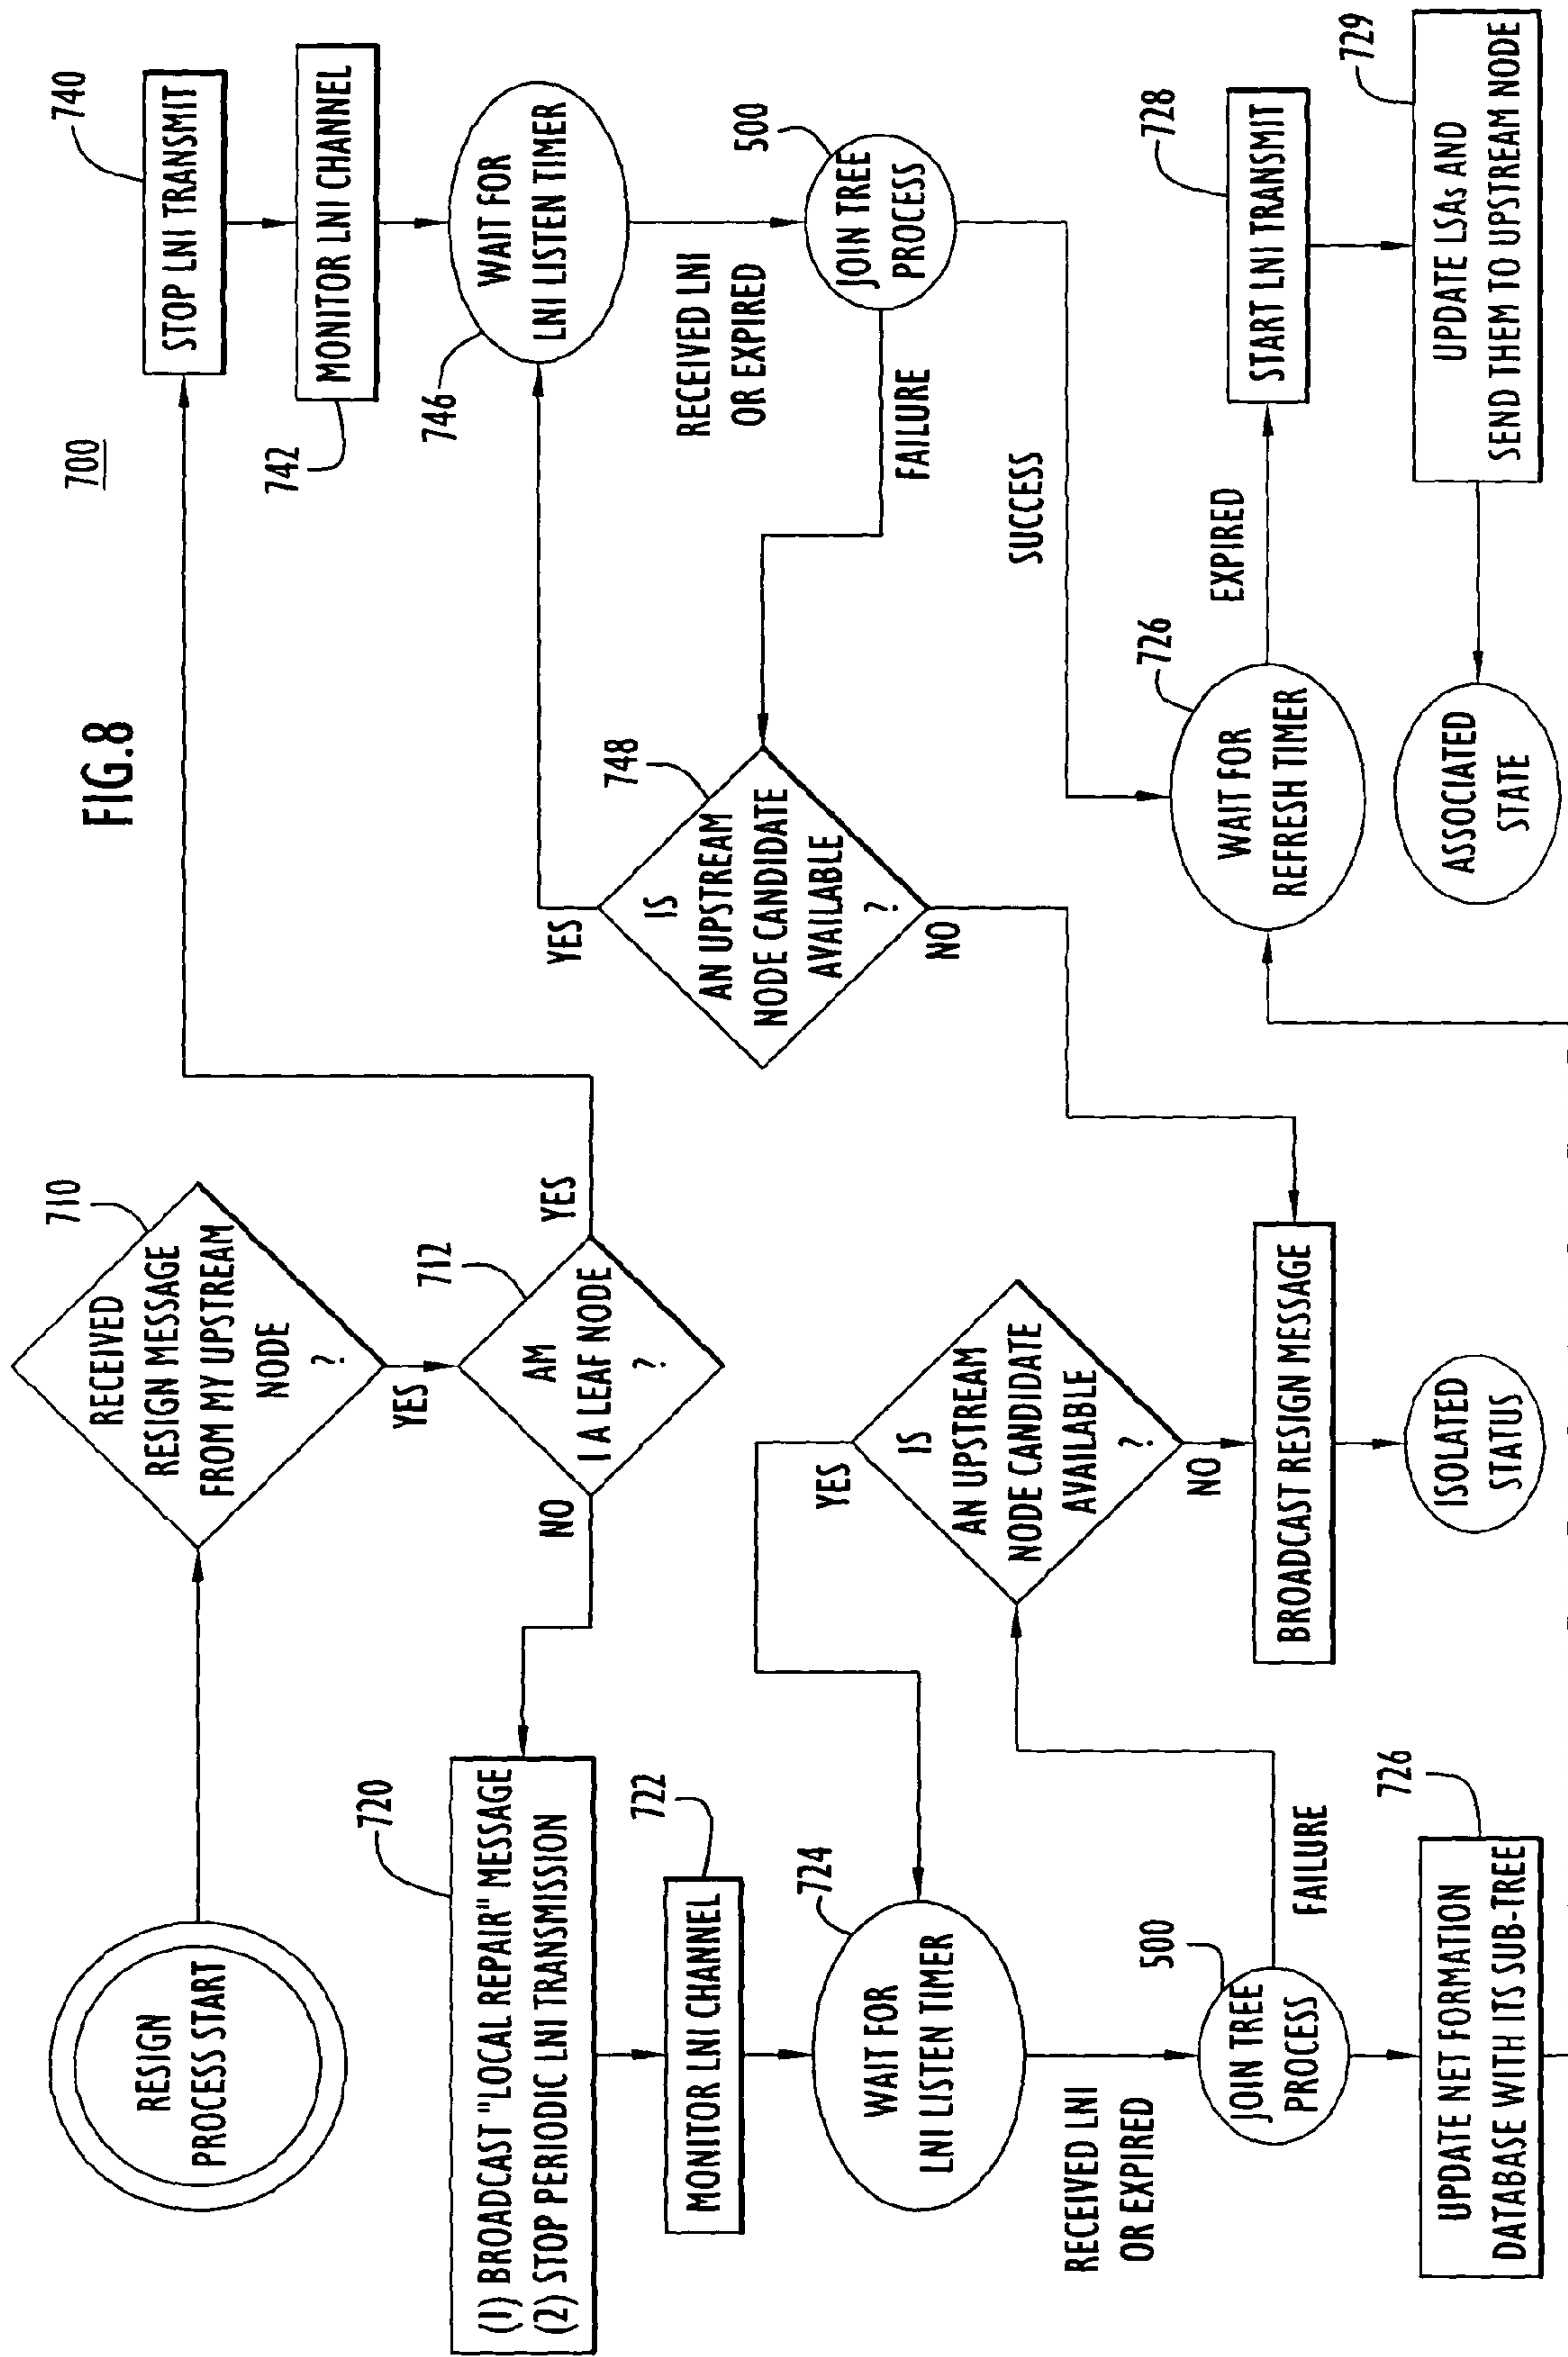 FIG.8
700
RESIGN
PROCESS START
RECEIVED
RESIGN MESSAGE
FROM MY UPSTREAM
NODE
?
710
YES
AM
I A LEAF NODE
?
712
NO
YES
720
(1) BROADCAST "LOCAL REPAIR" MESSAGE
(2) STOP PERIODIC LNI TRANSMISSION
722
MONITOR LNI CHANNEL
724
WAIT FOR
LNI LISTEN TIMER
RECEIVED LNI
OR EXPIRED
500
JOIN TREE
PROCESS
FAILURE
726
UPDATE NET FORMATION
DATABASE WITH ITS SUB-TREE
YES
IS
AN UPSTREAM
NODE CANDIDATE
AVAILABLE
?
NO
BROADCAST RESIGN MESSAGE
ISOLATED
STATUS
740
STOP LNI TRANSMIT
742
MONITOR LNI CHANNEL
746
WAIT FOR
LNI LISTEN TIMER
RECEIVED LNI
OR EXPIRED
500
JOIN TREE
PROCESS
FAILURE
SUCCESS
748
YES
IS
AN UPSTREAM
NODE CANDIDATE
AVAILABLE
?
NO
726
WAIT FOR
REFRESH TIMER
EXPIRED
728
START LNI TRANSMIT
729
UPDATE LSAs AND
SEND THEM TO UPSTREAM NODE
ASSOCIATED
STATE